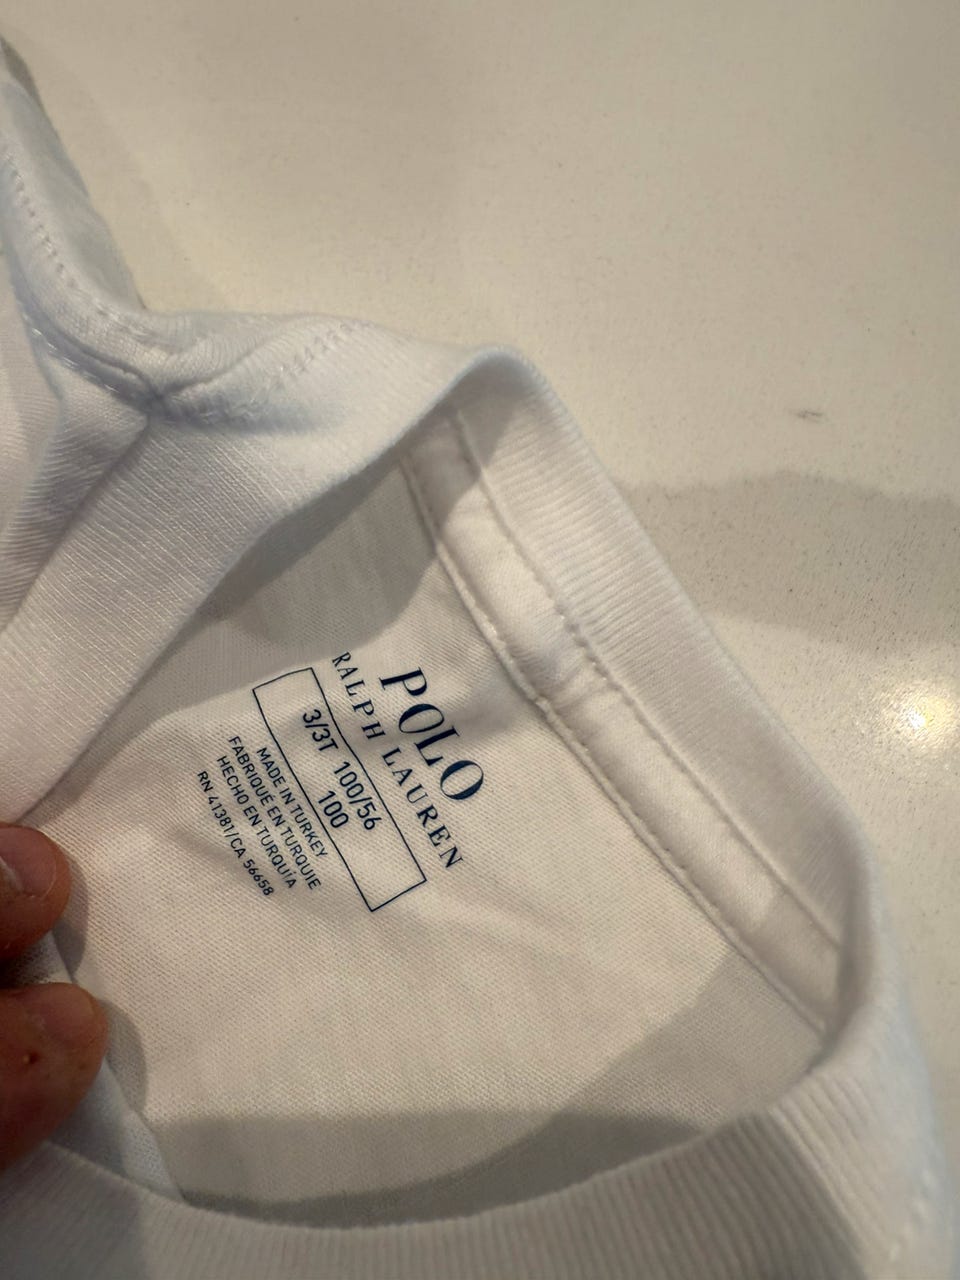 POLO
RALPH LAUREN
3/3T 100/56
100
MADE IN TURKEY
FABRIQUÉ EN TURQUIE
HECHO EN TURQUÍA
RN 41381/CA 56658